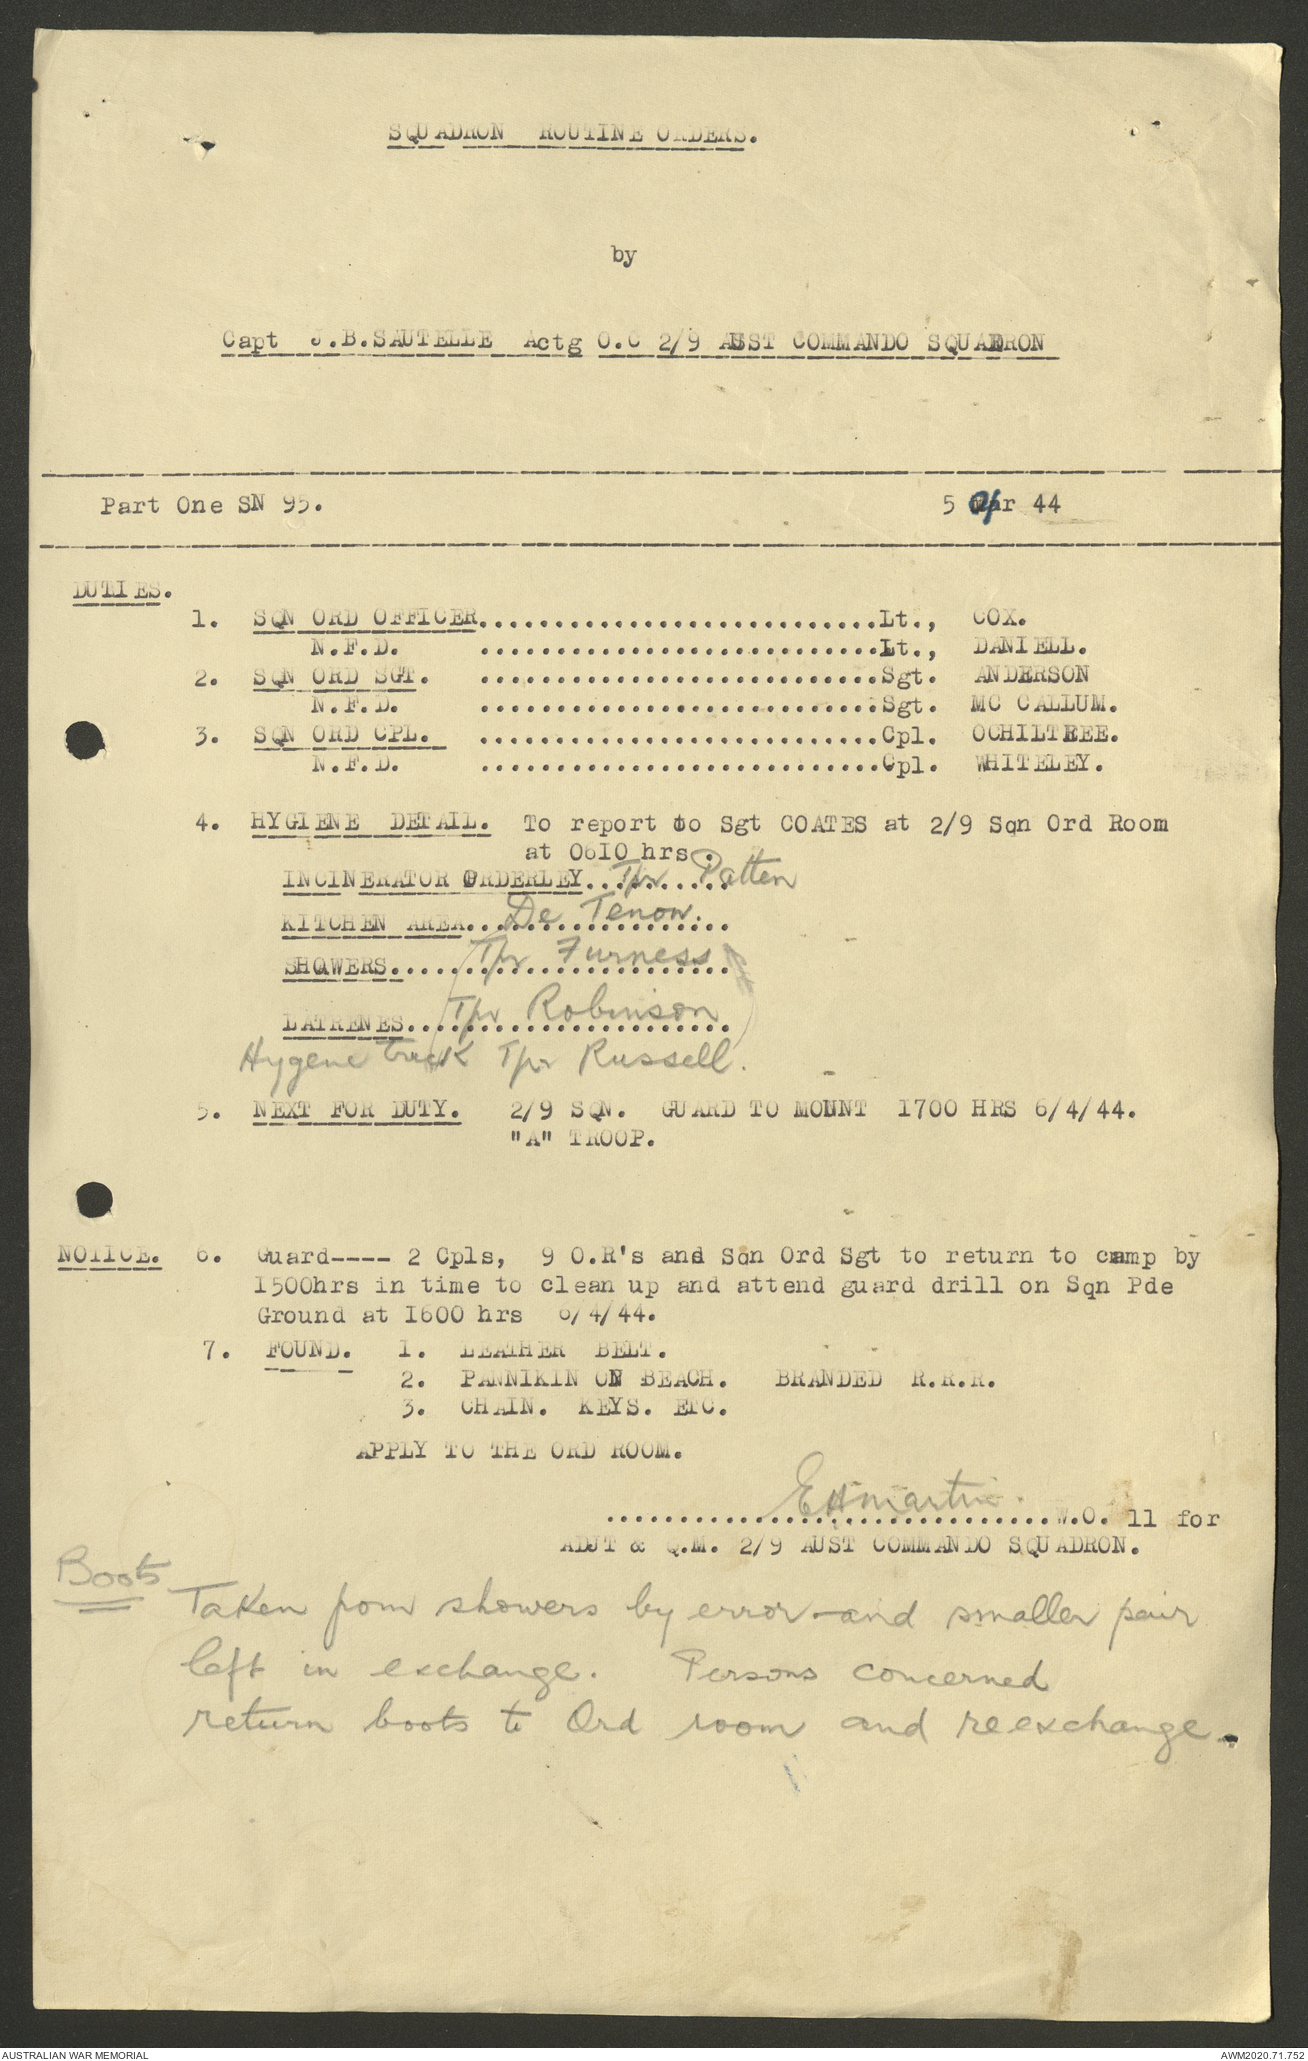 SQUADRON ROUTINE ORDERS.
by
Capt J.B.SAUTELLE Actg O.C 2/9 AUSST COMMANDO SQUADRON
Part One SN 95.
5 44
DUTIES.
1. SQN ORD OFFICER...........................Lt., COX.
N.F.D. ...........................Lt., DANIELL.
2. SQN ORD SGT. ...........................Sgt. ANDERSON
N.F.D. ...........................Sgt. MC CALLUM.
3. SQN ORD CPL. ...........................Cpl. OCHILTREE.
N.F.D. ...........................Cpl. WHITELEY.
4. HYGIENE DETAIL. To report to Sgt COATES at 2/9 Sqn Ord Room
at 0610 hrs.
INCINERATOR ORDERLEY.. Tpr Patten
KITCHEN AREA... De Tenow.
SHOWERS.... Tpr Furness
LATRENES.... Tpr Robinson
Hygene truck Tpr Russell.
5. NEXT FOR DUTY. 2/9 SQN. GUARD TO MOUNT 1700 HRS 6/4/44.
"A" TROOP.
NOTICE. 6. Guard---- 2 Cpls, 9 O.R's and Sqn Ord Sgt to return to camp by
1500hrs in time to clean up and attend guard drill on Sqn Pde
Ground at 1600 hrs 6/4/44.
7. FOUND. 1. LEATHER BELT.
2. PANNIKIN ON BEACH. BRANDED R.R.R.
3. CHAIN. KEYS. ETC.
APPLY TO THE ORD ROOM.
EHMartin...............................W.O. 11 for
ADJT & Q.M. 2/9 AUST COMMANDO SQUADRON.
Boots
Taken from showers by error and smaller pair
left in exchange. Persons concerned
return boots to Ord room and reexchange.
AUSTRALIAN WAR MEMORIAL
AWM2020.71.752